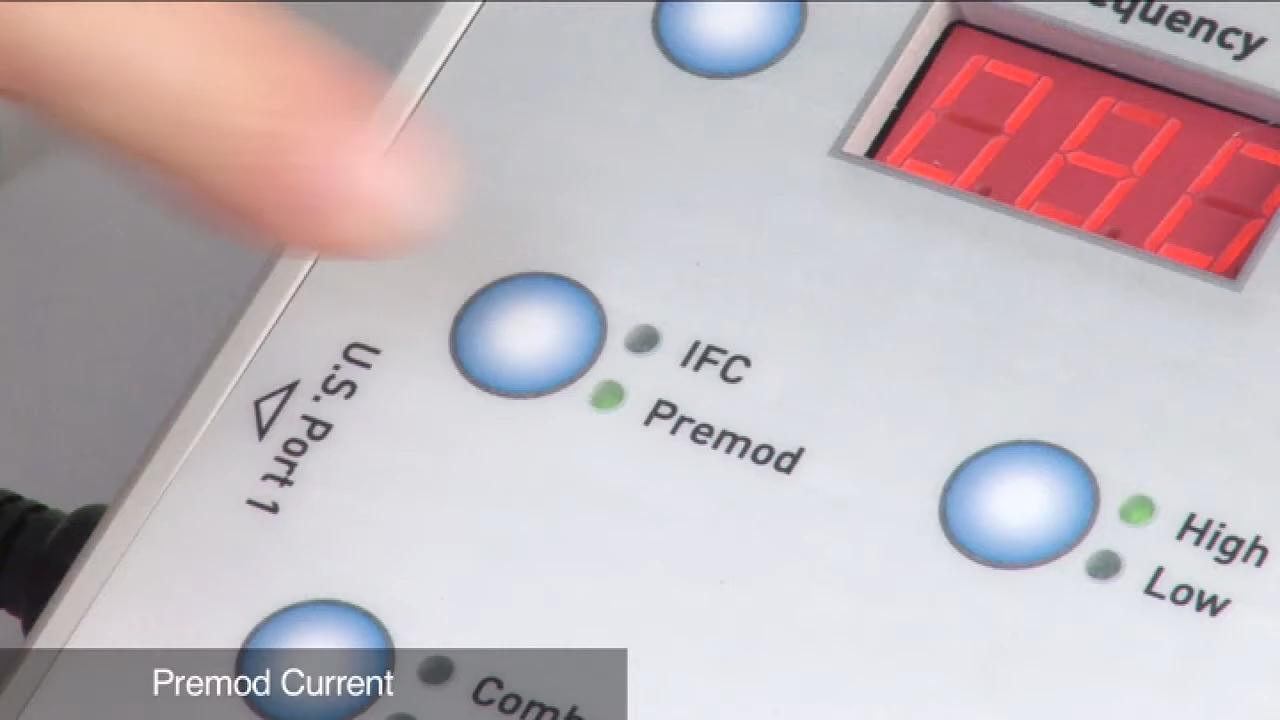 equency
IFC
Premod
U.S. Port 1
High
Low
Comb
Premod Current